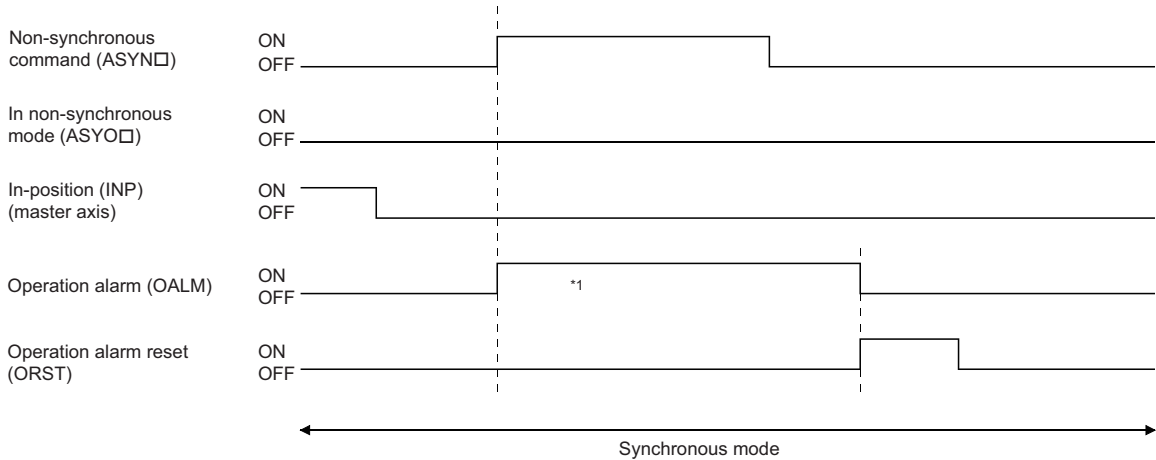 Non-synchronous
command (ASYN□)
ON
OFF
In non-synchronous
mode (ASYO□)
ON
OFF
In-position (INP)
(master axis)
ON
OFF
Operation alarm (OALM)
ON
OFF
*1
Operation alarm reset
(ORST)
ON
OFF
Synchronous mode